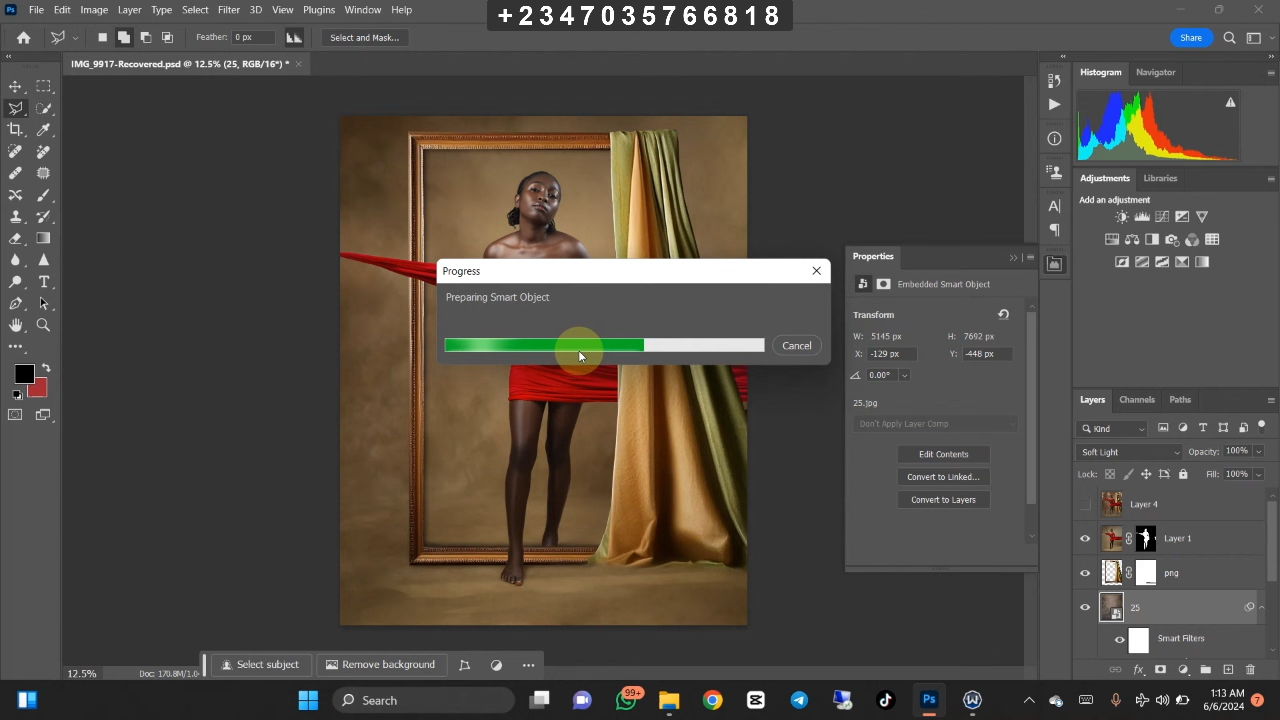 +2347035766818
Ps File Edit Image Layer Type Select Filter 3D View Plugins Window Help
Feather: 0 px Select and Mask... Share
IMG_9917-Recovered.psd @ 12.5% (25, RGB/16*) *
Histogram Navigator
Adjustments Libraries
Add an adjustment
Properties
Embedded Smart Object
Transform
W: 5145 px H: 7692 px
X: -129 px Y: -448 px
0.00°
25.jpg
Don't Apply Layer Comp
Edit Contents
Convert to Linked...
Convert to Layers
Progress
Preparing Smart Object
Cancel
Layers Channels Paths
Kind
Soft Light Opacity: 100%
Lock: Fill: 100%
Layer 4
Layer 1
png
25
Smart Filters
Select subject Remove background
12.5% Doc: 170.8M/1.0
Search 99+ Ps 1:13 AM
6/6/2024 7